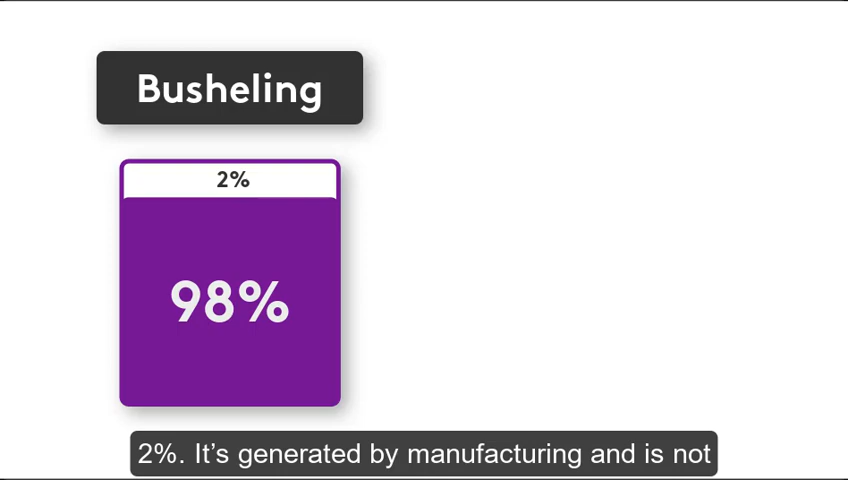 Busheling
2%
98%
2%. It’s generated by manufacturing and is not